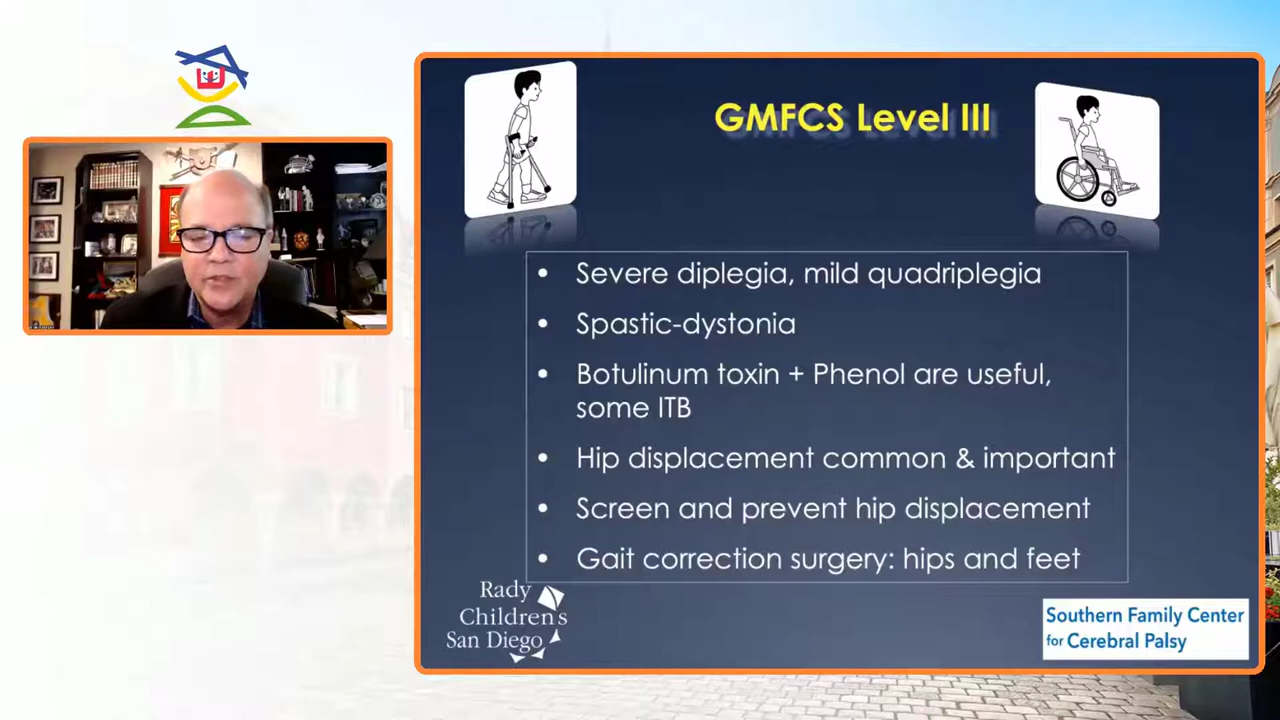 GMFCS Level III
• Severe diplegia, mild quadriplegia
• Spastic-dystonia
• Botulinum toxin + Phenol are useful,
some ITB
• Hip displacement common & important
• Screen and prevent hip displacement
• Gait correction surgery: hips and feet
Rady
Children's
San Diego
Southern Family Center
for Cerebral Palsy